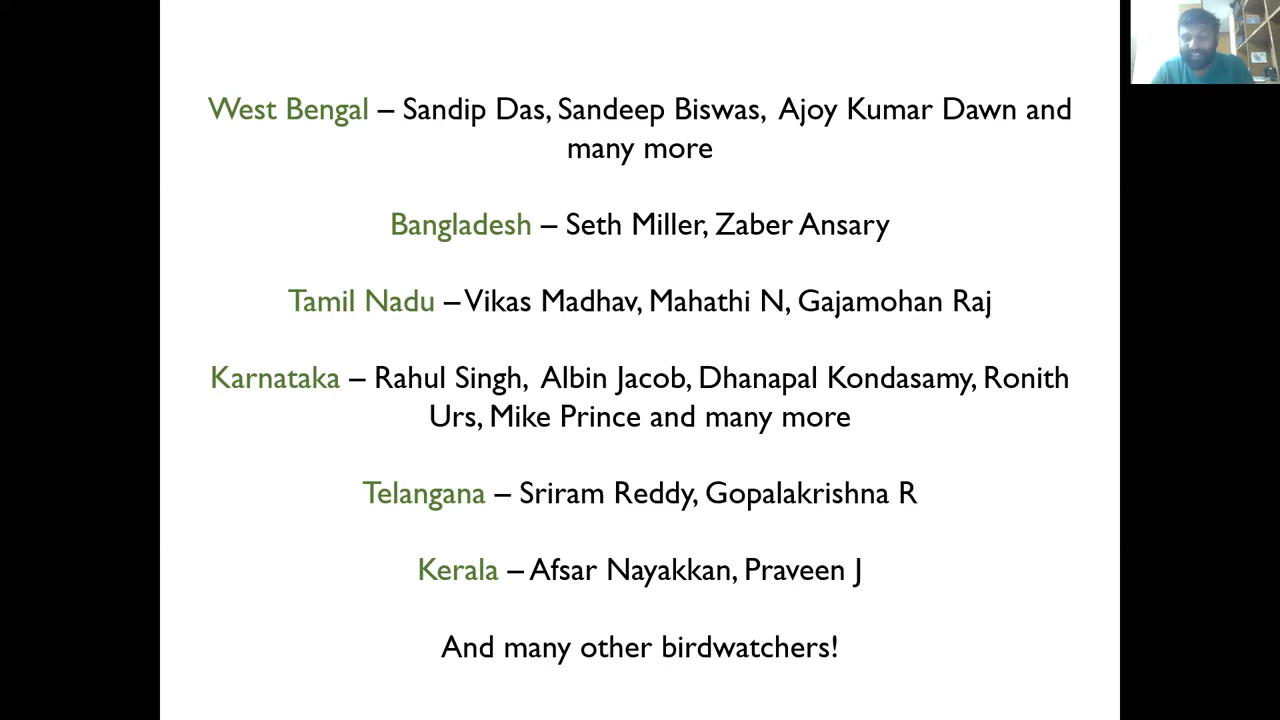 West Bengal – Sandip Das, Sandeep Biswas, Ajoy Kumar Dawn and
many more
Bangladesh – Seth Miller, Zaber Ansary
Tamil Nadu – Vikas Madhav, Mahathi N, Gajamohan Raj
Karnataka – Rahul Singh, Albin Jacob, Dhanapal Kondasamy, Ronith
Urs, Mike Prince and many more
Telangana – Sriram Reddy, Gopalakrishna R
Kerala – Afsar Nayakkan, Praveen J
And many other birdwatchers!